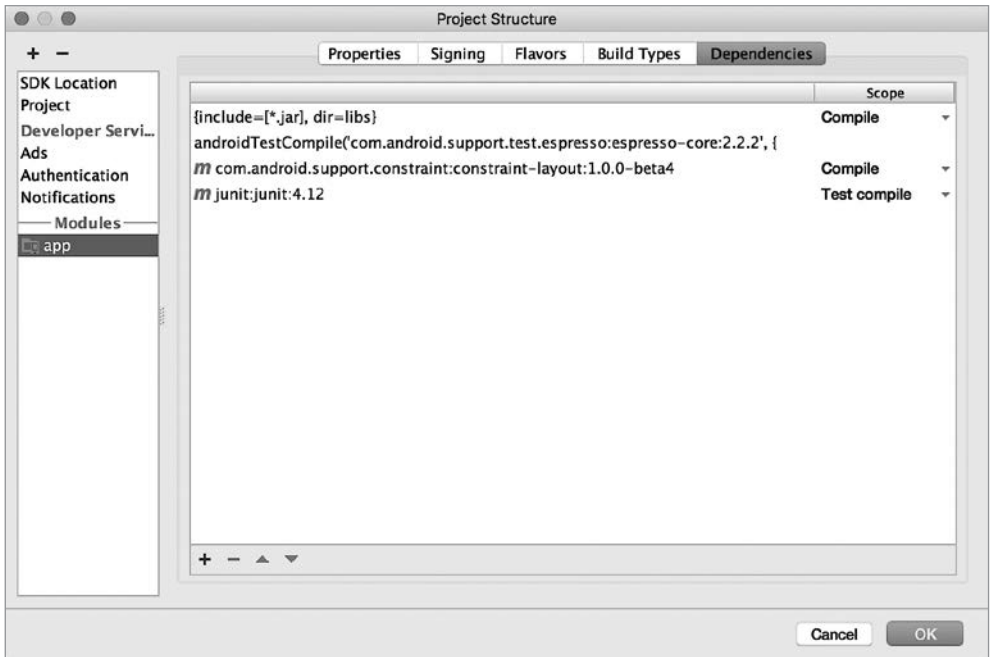 Project Structure
+ −
SDK Location
Project
Developer Servi...
Ads
Authentication
Notifications
Modules
app
Properties Signing Flavors Build Types Dependencies
Scope
{include=[*.jar], dir=libs} Compile
androidTestCompile('com.android.support.test.espresso:espresso-core:2.2.2', {
m com.android.support.constraint:constraint-layout:1.0.0-beta4 Compile
m junit:junit:4.12 Test compile
+ −
Cancel OK